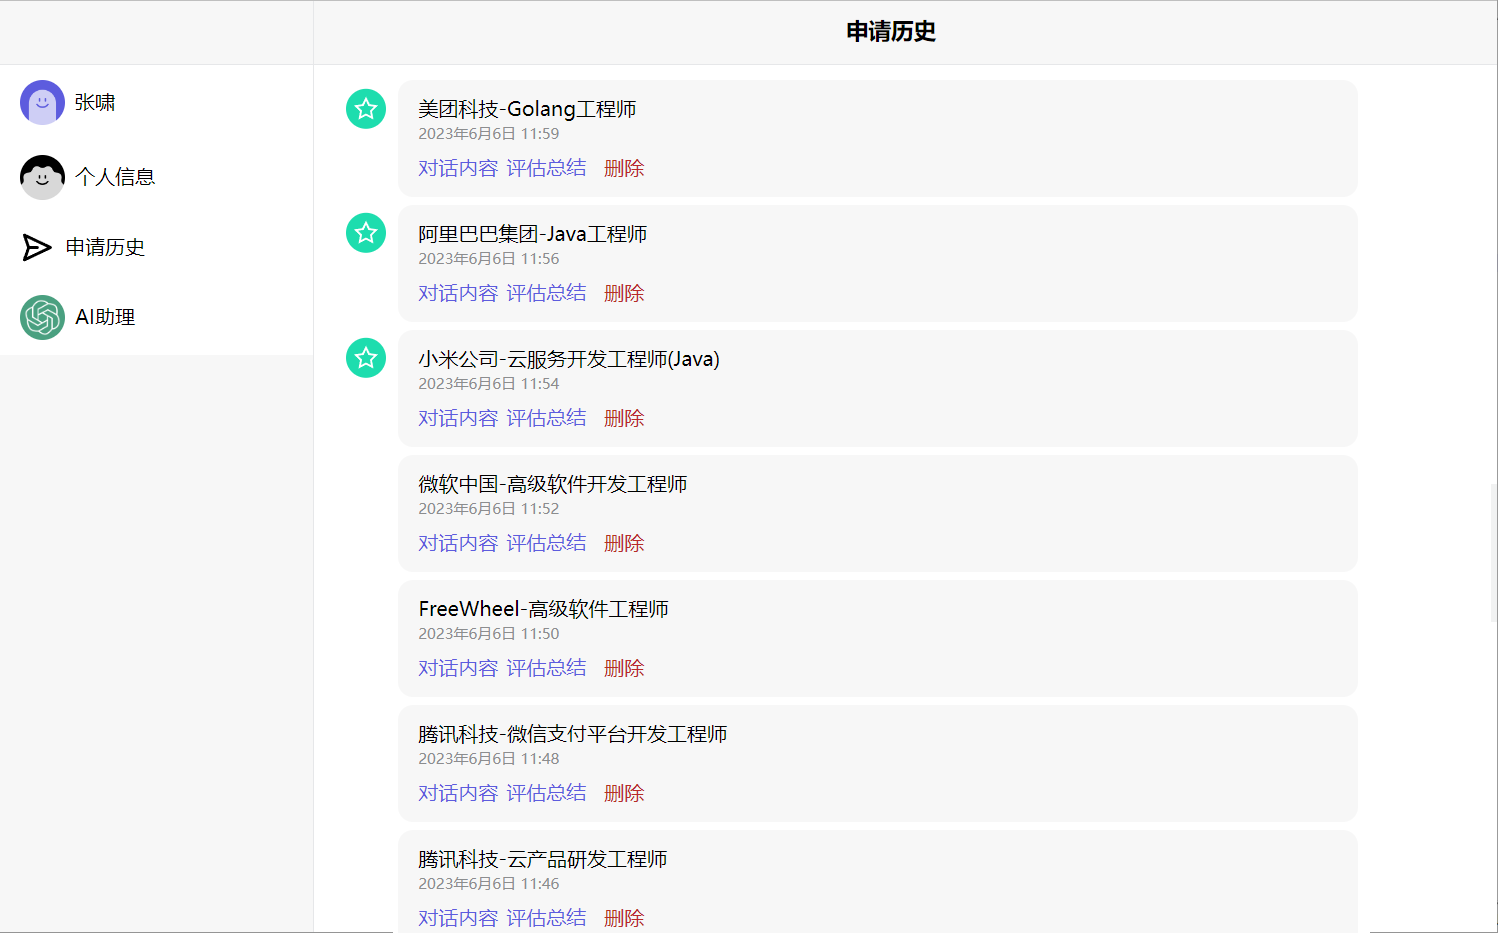 申请历史
张啸
个人信息
申请历史
AI助理
美团科技-Golang工程师
2023年6月6日 11:59
对话内容 评估总结 删除
阿里巴巴集团-Java工程师
2023年6月6日 11:56
对话内容 评估总结 删除
小米公司-云服务开发工程师(Java)
2023年6月6日 11:54
对话内容 评估总结 删除
微软中国-高级软件开发工程师
2023年6月6日 11:52
对话内容 评估总结 删除
FreeWheel-高级软件工程师
2023年6月6日 11:50
对话内容 评估总结 删除
腾讯科技-微信支付平台开发工程师
2023年6月6日 11:48
对话内容 评估总结 删除
腾讯科技-云产品研发工程师
2023年6月6日 11:46
对话内容 评估总结 删除